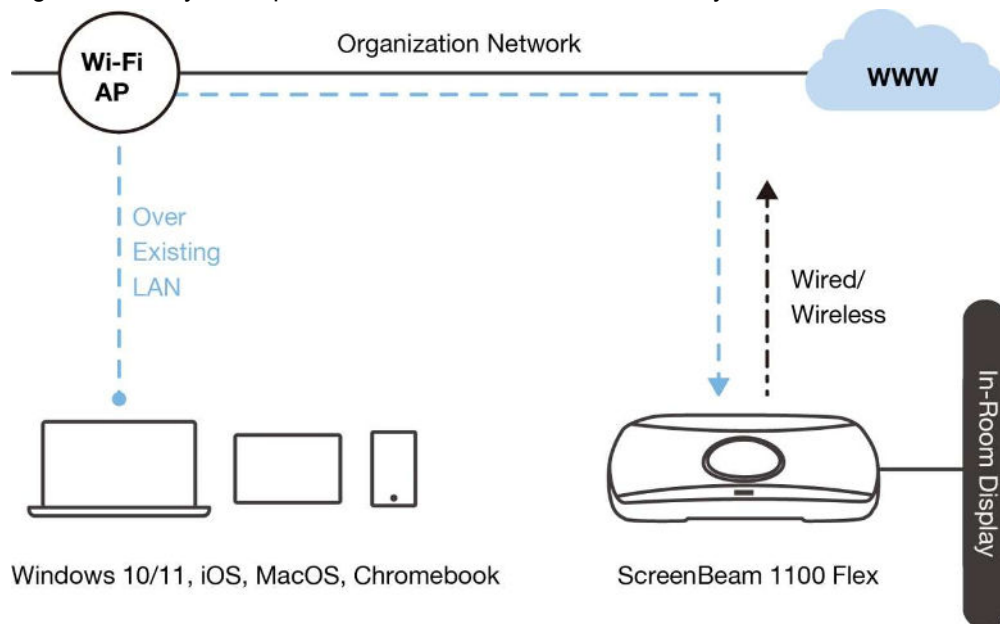 Organization Network
Wi-Fi
AP
WWW
Over
Existing
LAN
Wired/
Wireless
In-Room Display
Windows 10/11, iOS, MacOS, Chromebook
ScreenBeam 1100 Flex